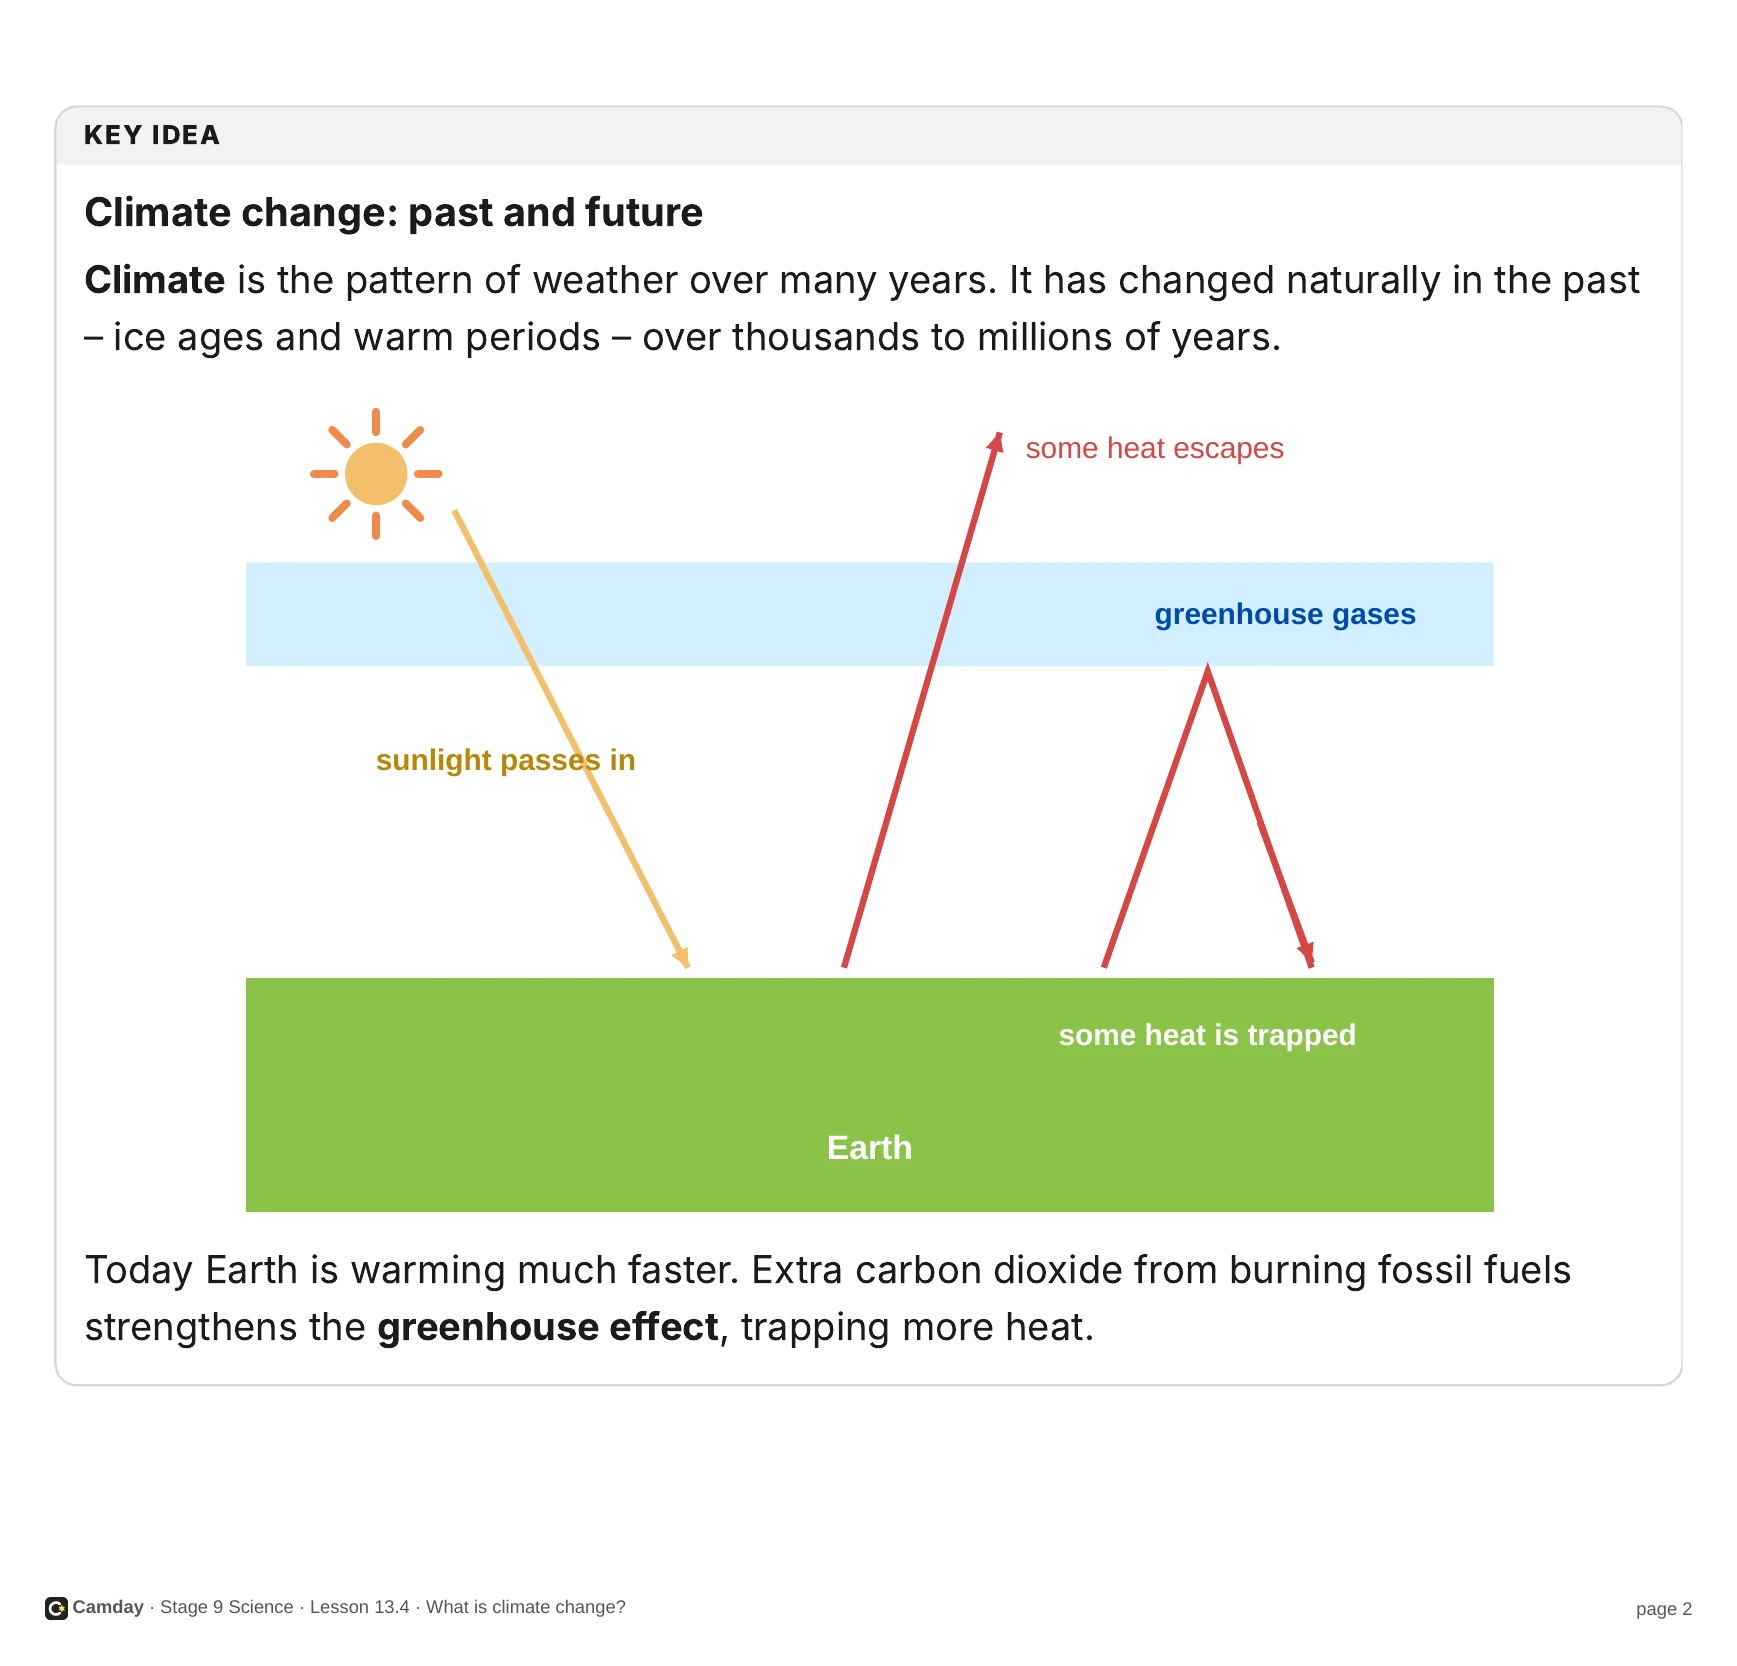 KEY IDEA
Climate change: past and future
Climate is the pattern of weather over many years. It has changed naturally in the past
– ice ages and warm periods – over thousands to millions of years.
some heat escapes
greenhouse gases
sunlight passes in
some heat is trapped
Earth
Today Earth is warming much faster. Extra carbon dioxide from burning fossil fuels
strengthens the greenhouse effect, trapping more heat.
Camday · Stage 9 Science · Lesson 13.4 · What is climate change?
page 2